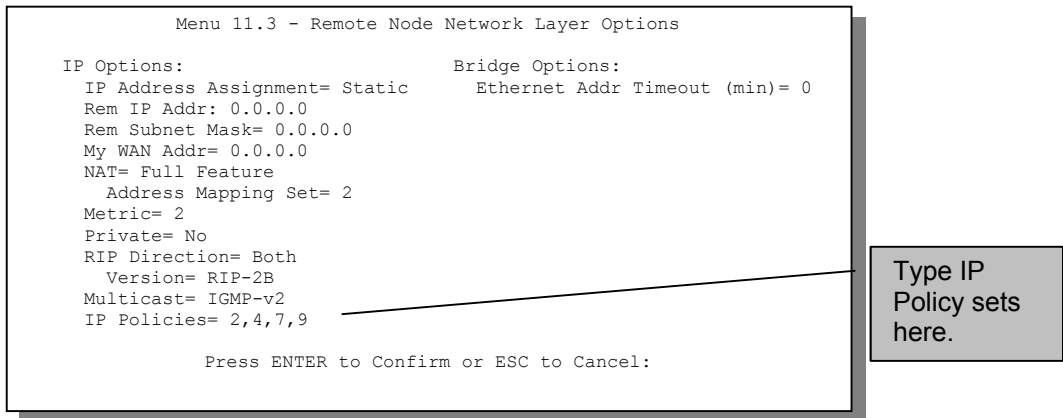 Menu 11.3 - Remote Node Network Layer Options
IP Options: Bridge Options:
IP Address Assignment= Static Ethernet Addr Timeout (min)= 0
Rem IP Addr: 0.0.0.0
Rem Subnet Mask= 0.0.0.0
My WAN Addr= 0.0.0.0
NAT= Full Feature
Address Mapping Set= 2
Metric= 2
Private= No
RIP Direction= Both
Version= RIP-2B
Multicast= IGMP-v2
IP Policies= 2,4,7,9
Press ENTER to Confirm or ESC to Cancel:
Type IP
Policy sets
here.